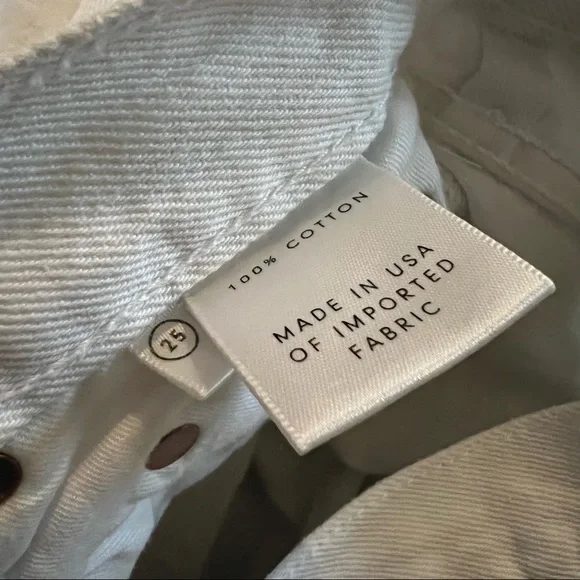 100% COTTON
MADE IN USA
OF IMPORTED
FABRIC
25